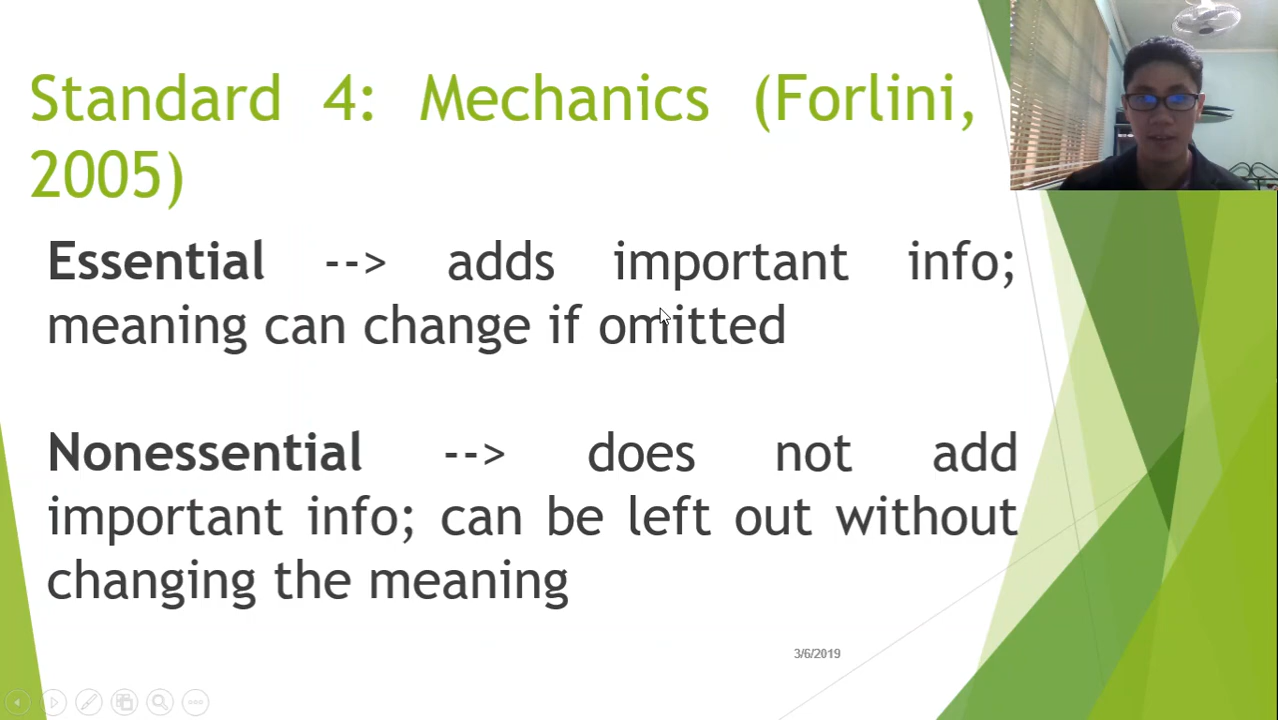 Standard 4: Mechanics (Forlini,
2005)
Essential --> adds important info;
meaning can change if omitted
Nonessential --> does not add
important info; can be left out without
changing the meaning
3/6/2019